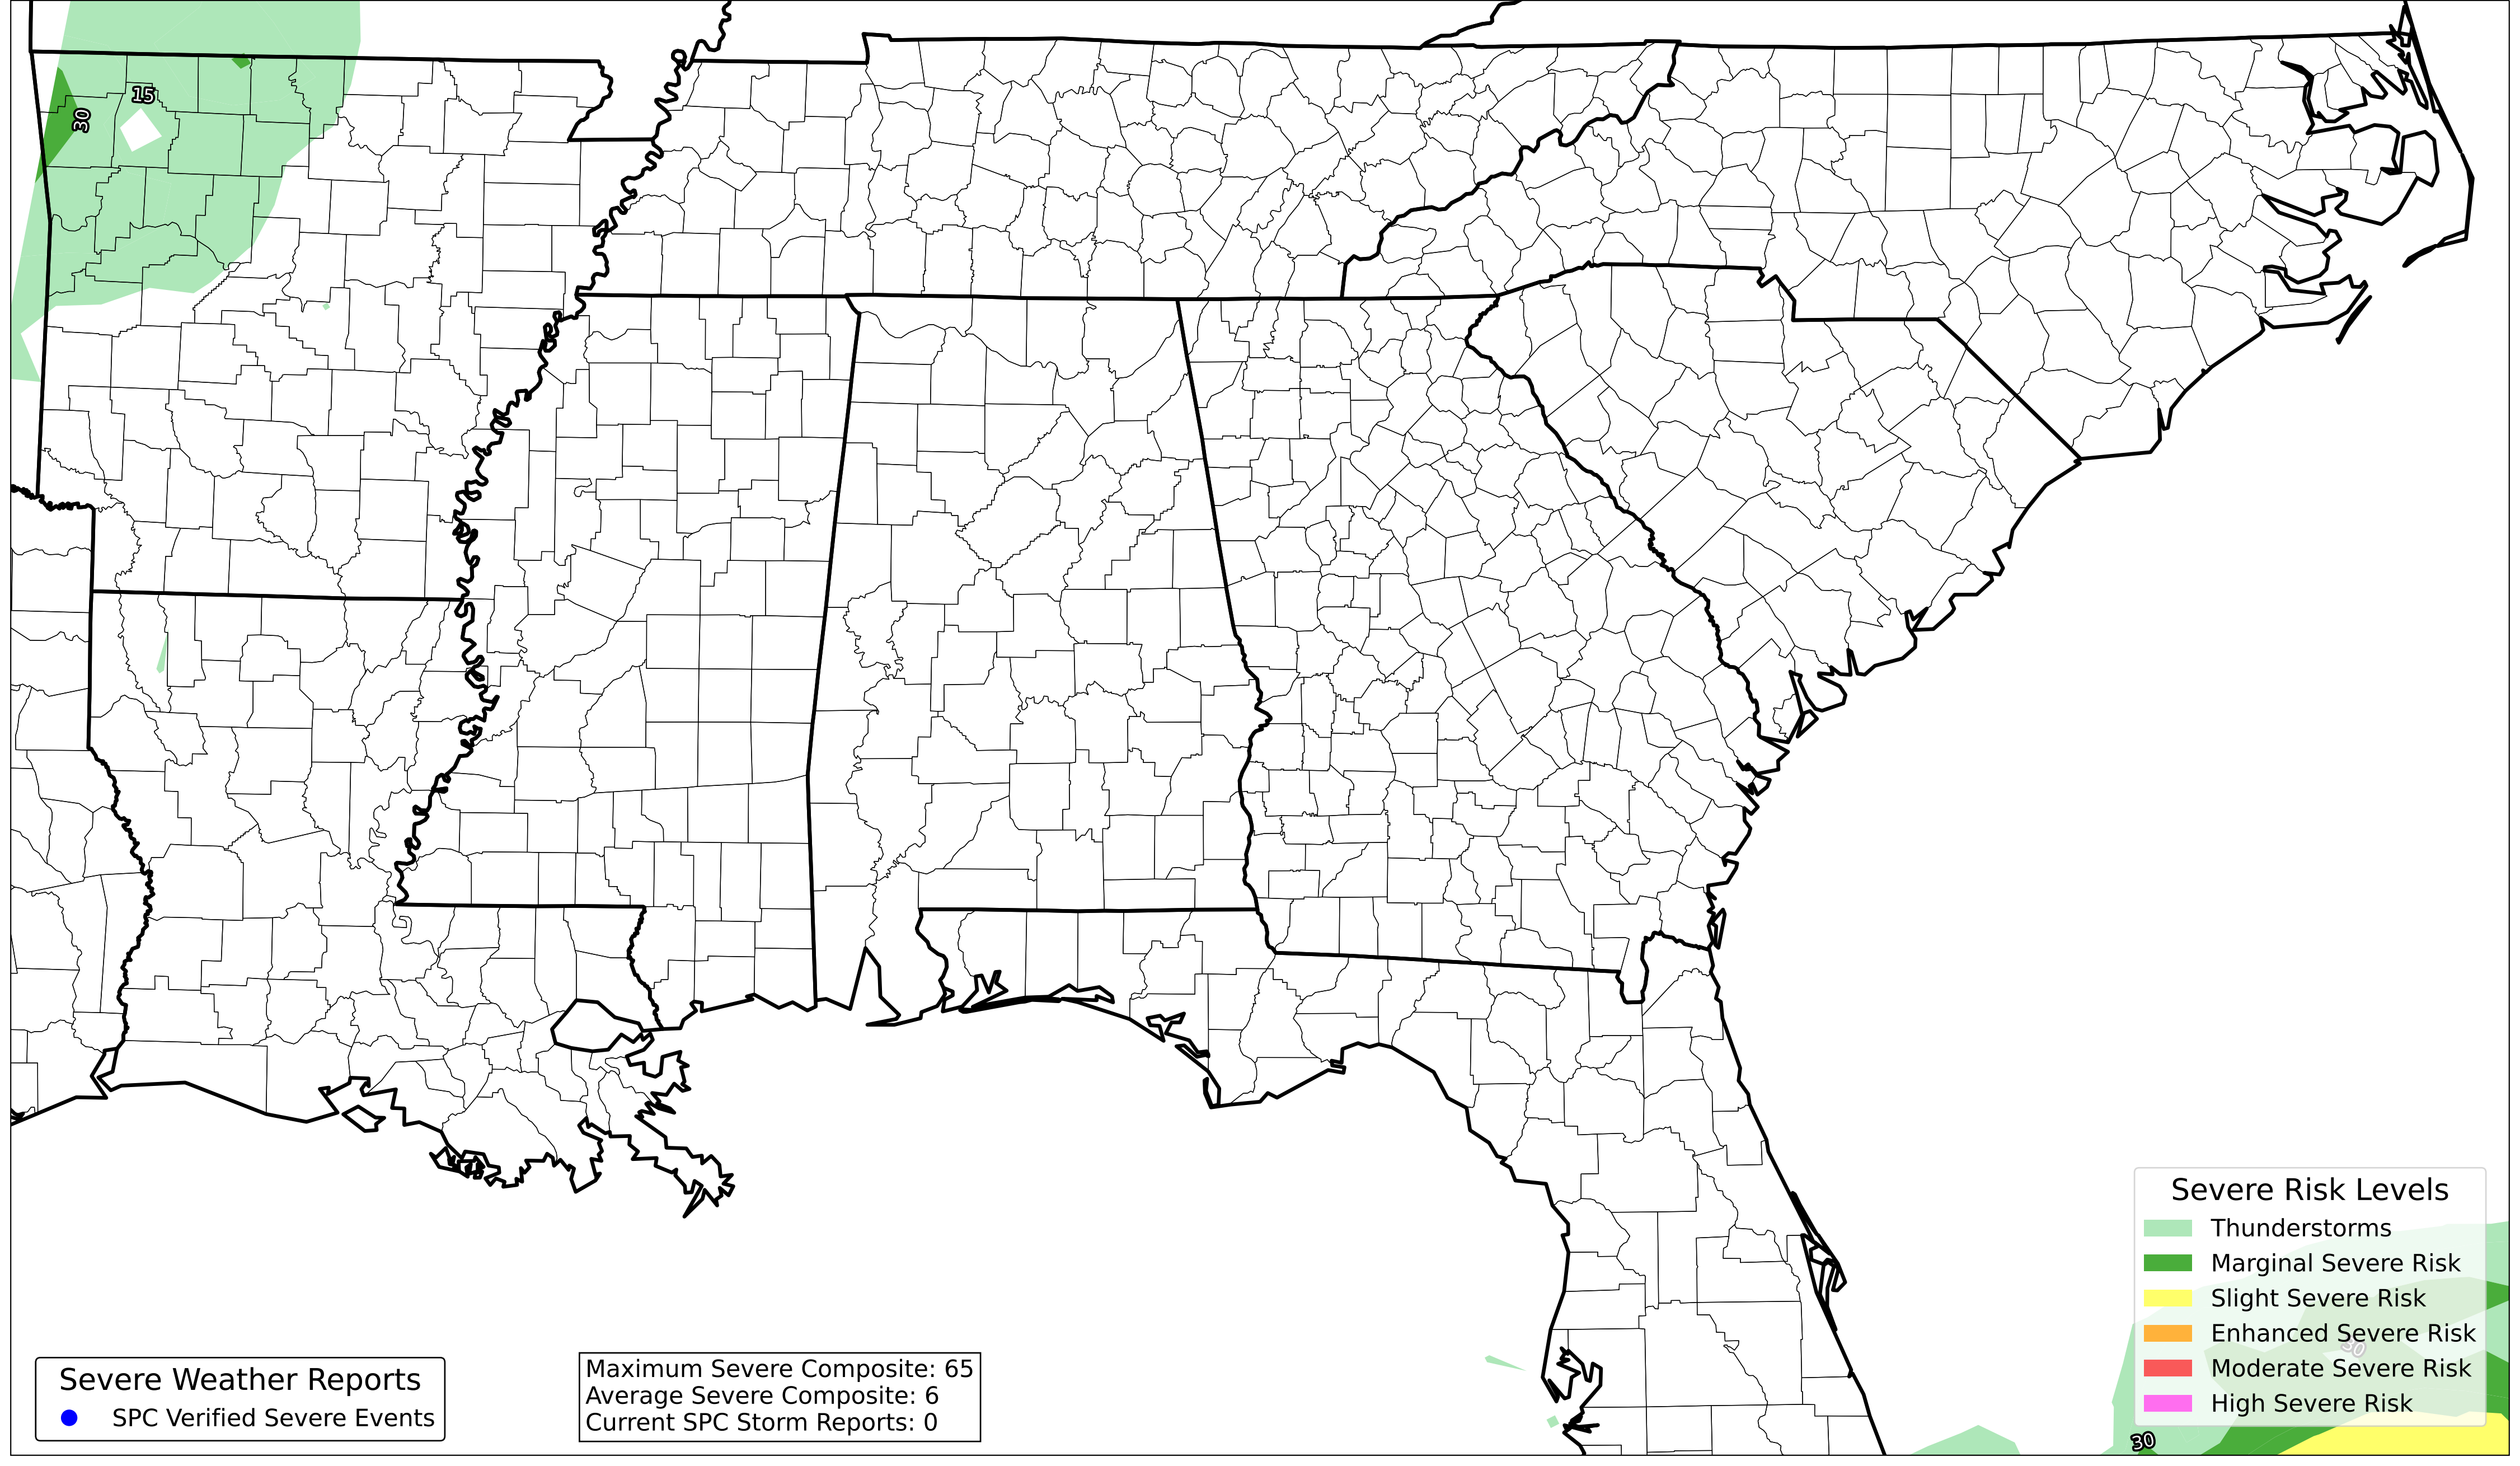 15
30
Severe Risk Levels
Thunderstorms
Marginal Severe Risk
Slight Severe Risk
Enhanced Severe Risk
30
Moderate Severe Risk
High Severe Risk
Severe Weather Reports
SPC Verified Severe Events
Maximum Severe Composite: 65
Average Severe Composite: 6
Current SPC Storm Reports: 0
30